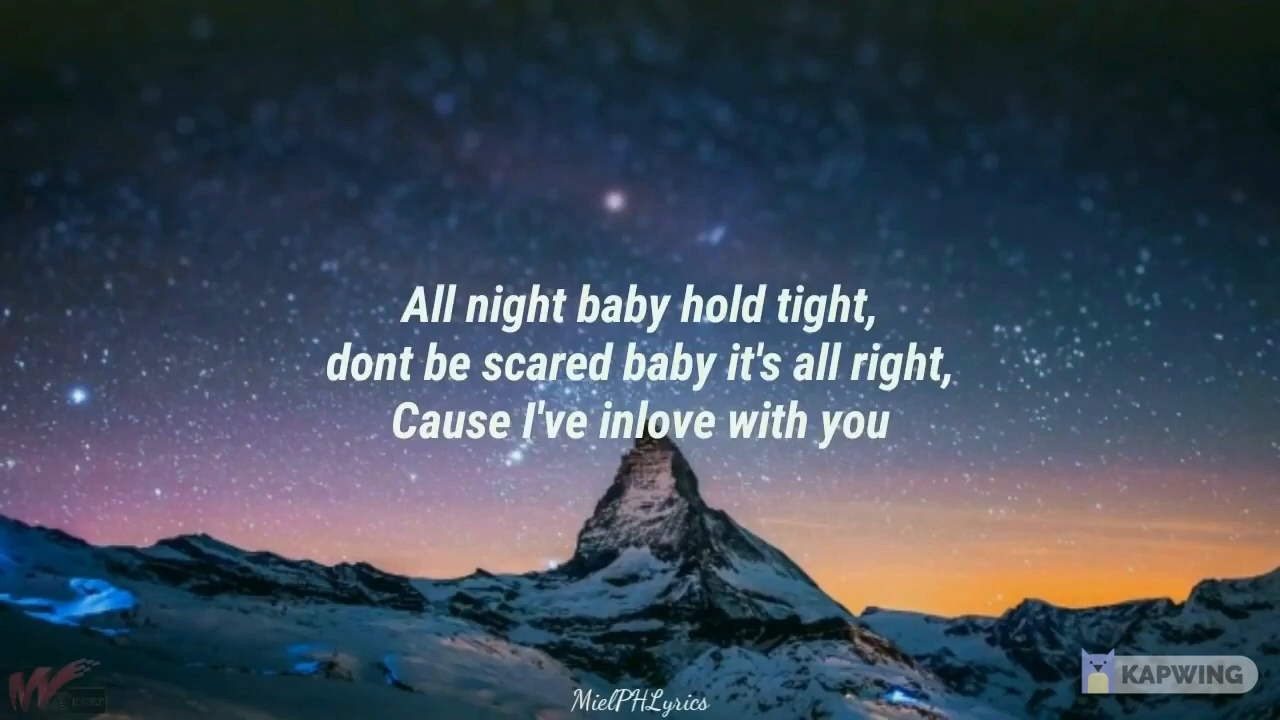 All night baby hold tight,
dont be scared baby it's all right,
Cause I've inlove with you
KAPWING
MielPHLyrics